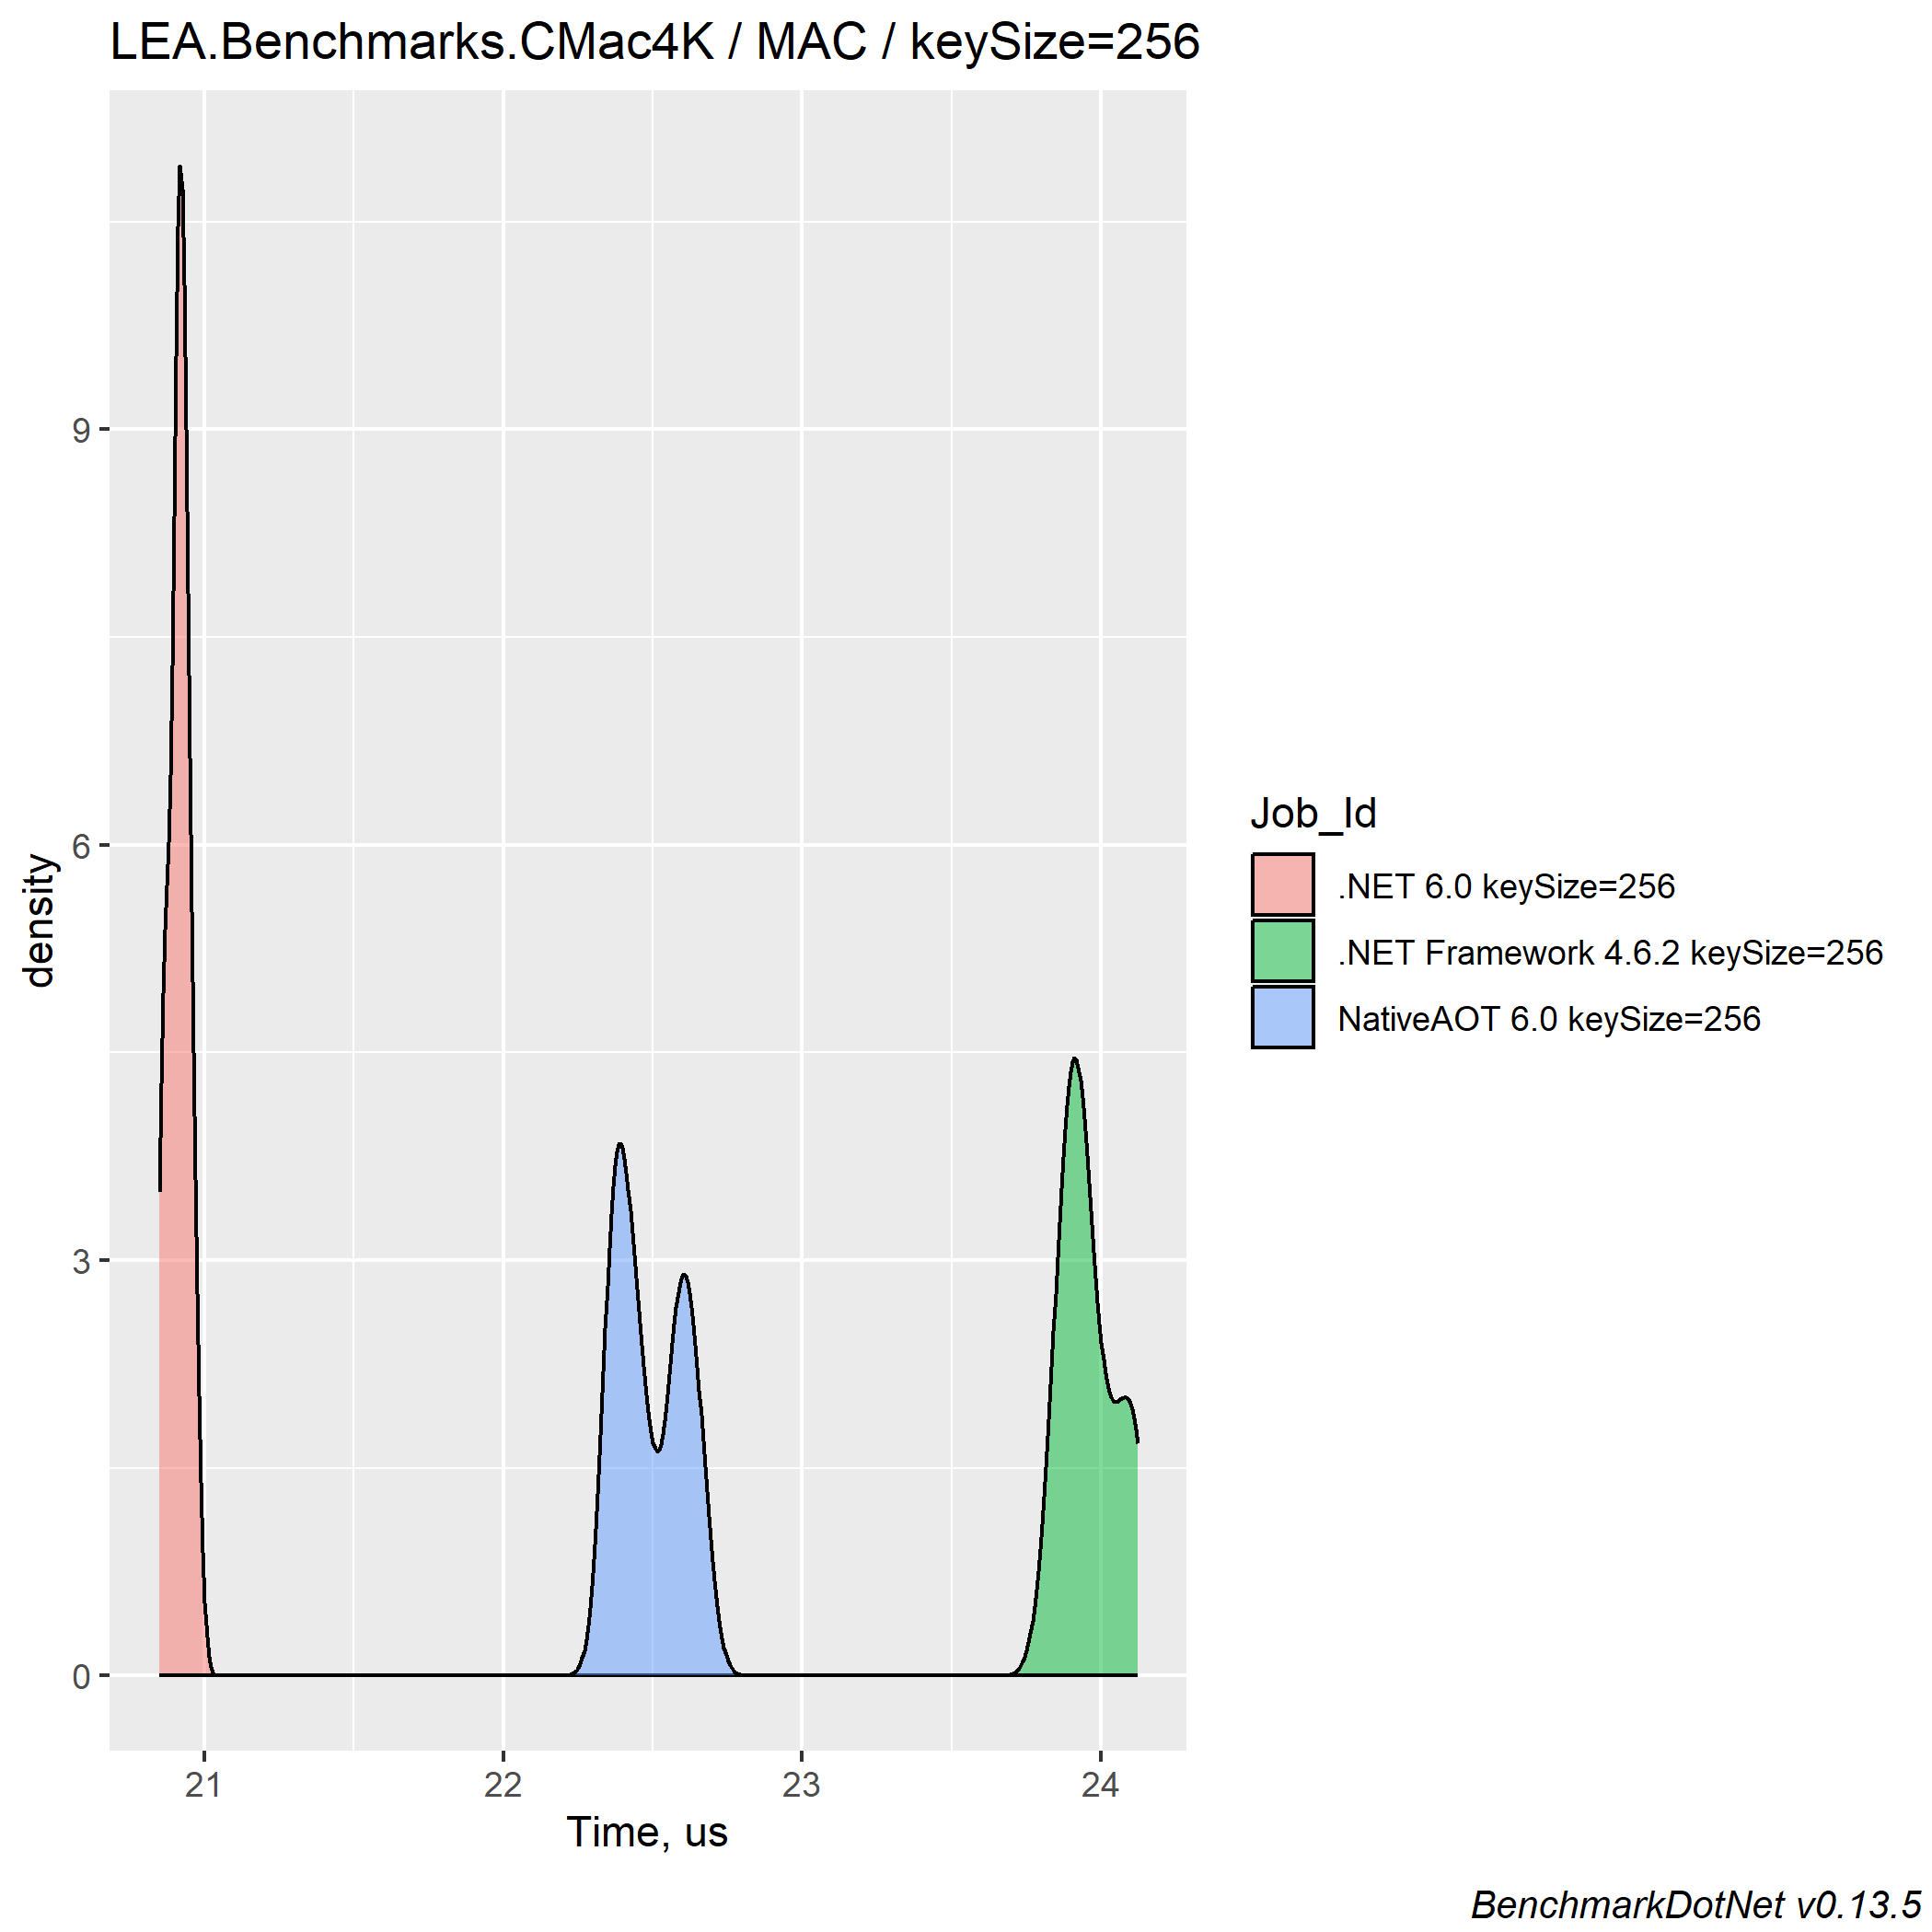 LEA.Benchmarks.CMac4K / MAC / keySize=256
density
9
6
3
0
21 22 23 24
Time, us
Job_Id
.NET 6.0 keySize=256
.NET Framework 4.6.2 keySize=256
NativeAOT 6.0 keySize=256
BenchmarkDotNet v0.13.5